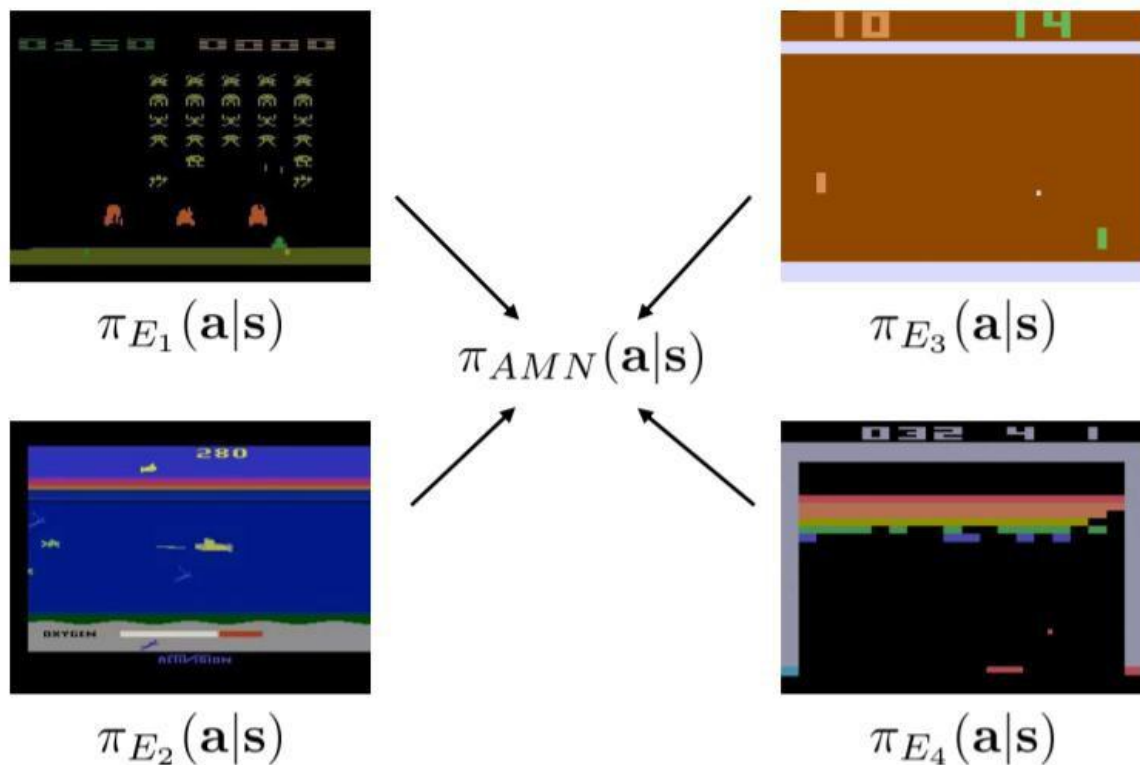 0150 0000
10 14
π_{E_1}(𝐚|𝐬)
π_{E_3}(𝐚|𝐬)
π_{AMN}(𝐚|𝐬)
280
OXYGEN
ACTIVISION
032 4 1
π_{E_2}(𝐚|𝐬)
π_{E_4}(𝐚|𝐬)